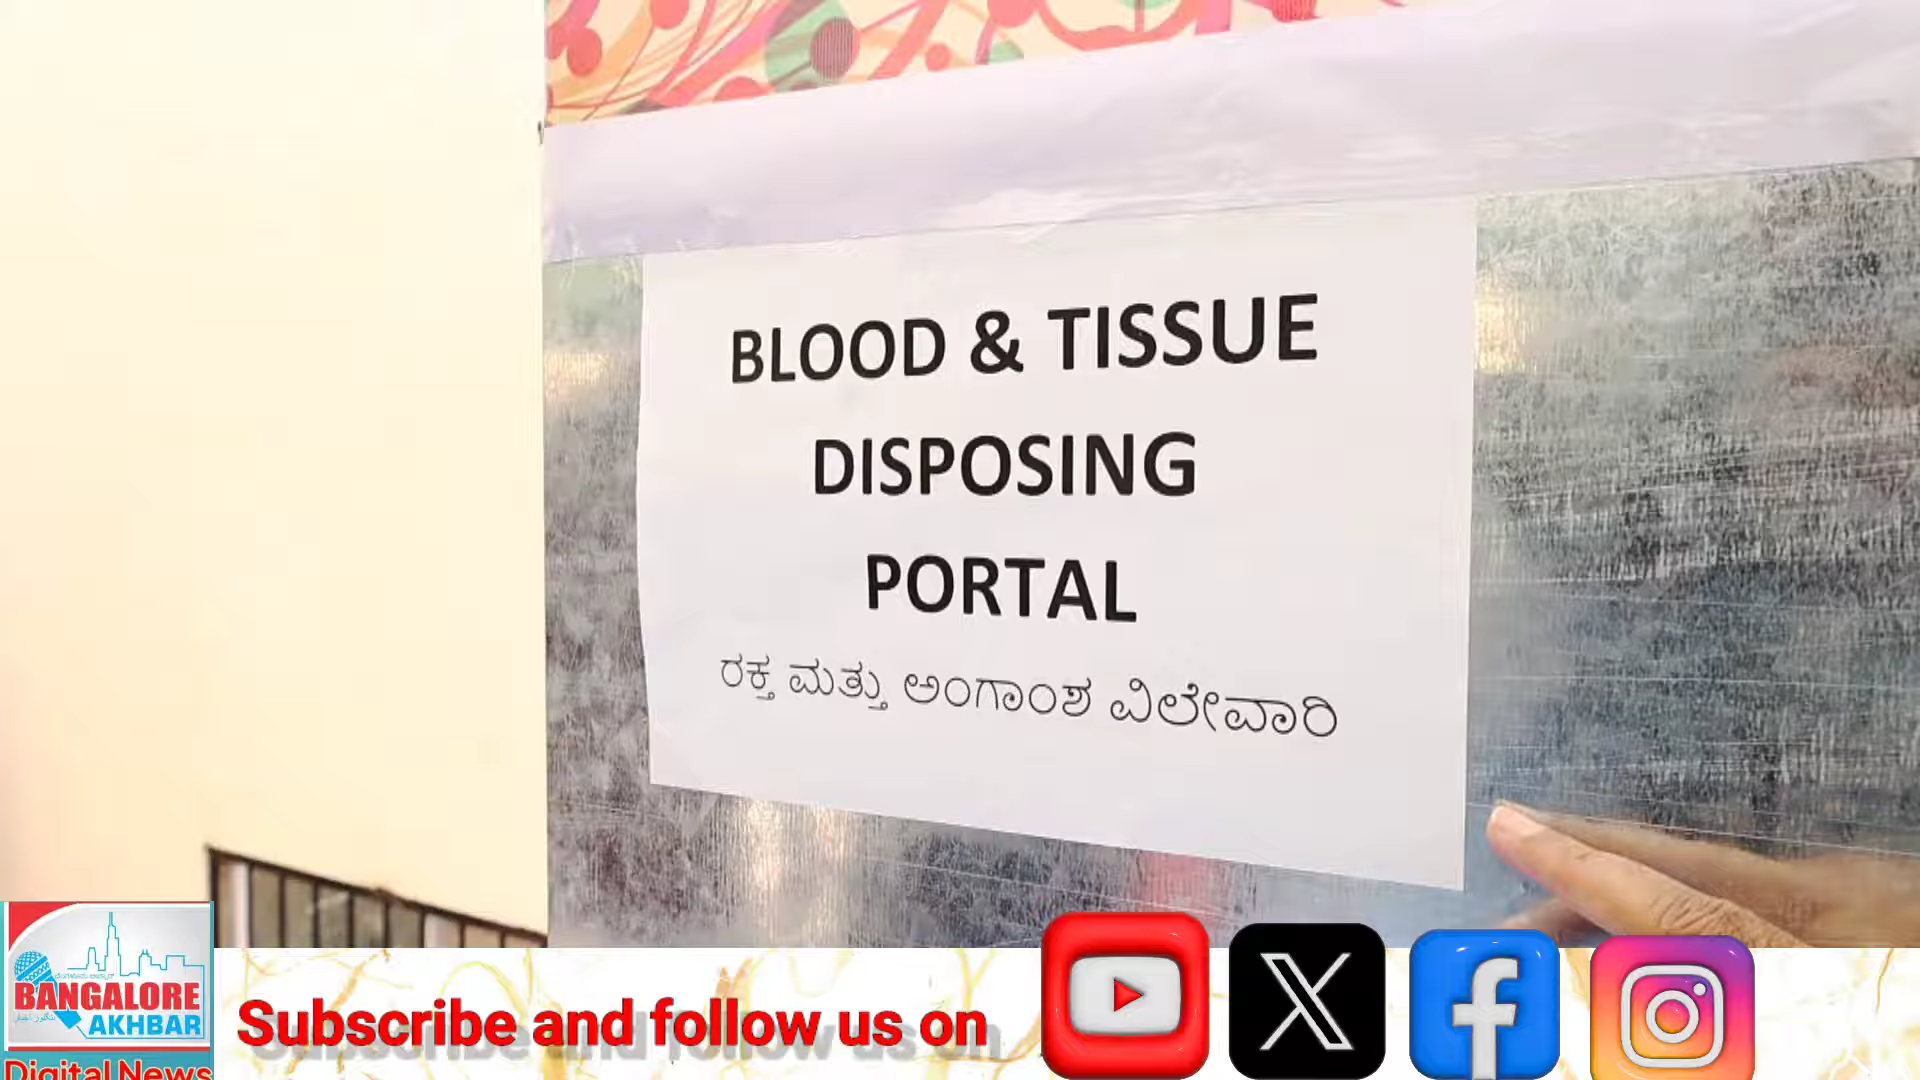 BLOOD & TISSUE
DISPOSING
PORTAL
ರಕ್ತ ಮತ್ತು ಅಂಗಾಂಶ ವಿಲೇವಾರಿ
BANGALORE
AKHBAR
Digital News
Subscribe and follow us on